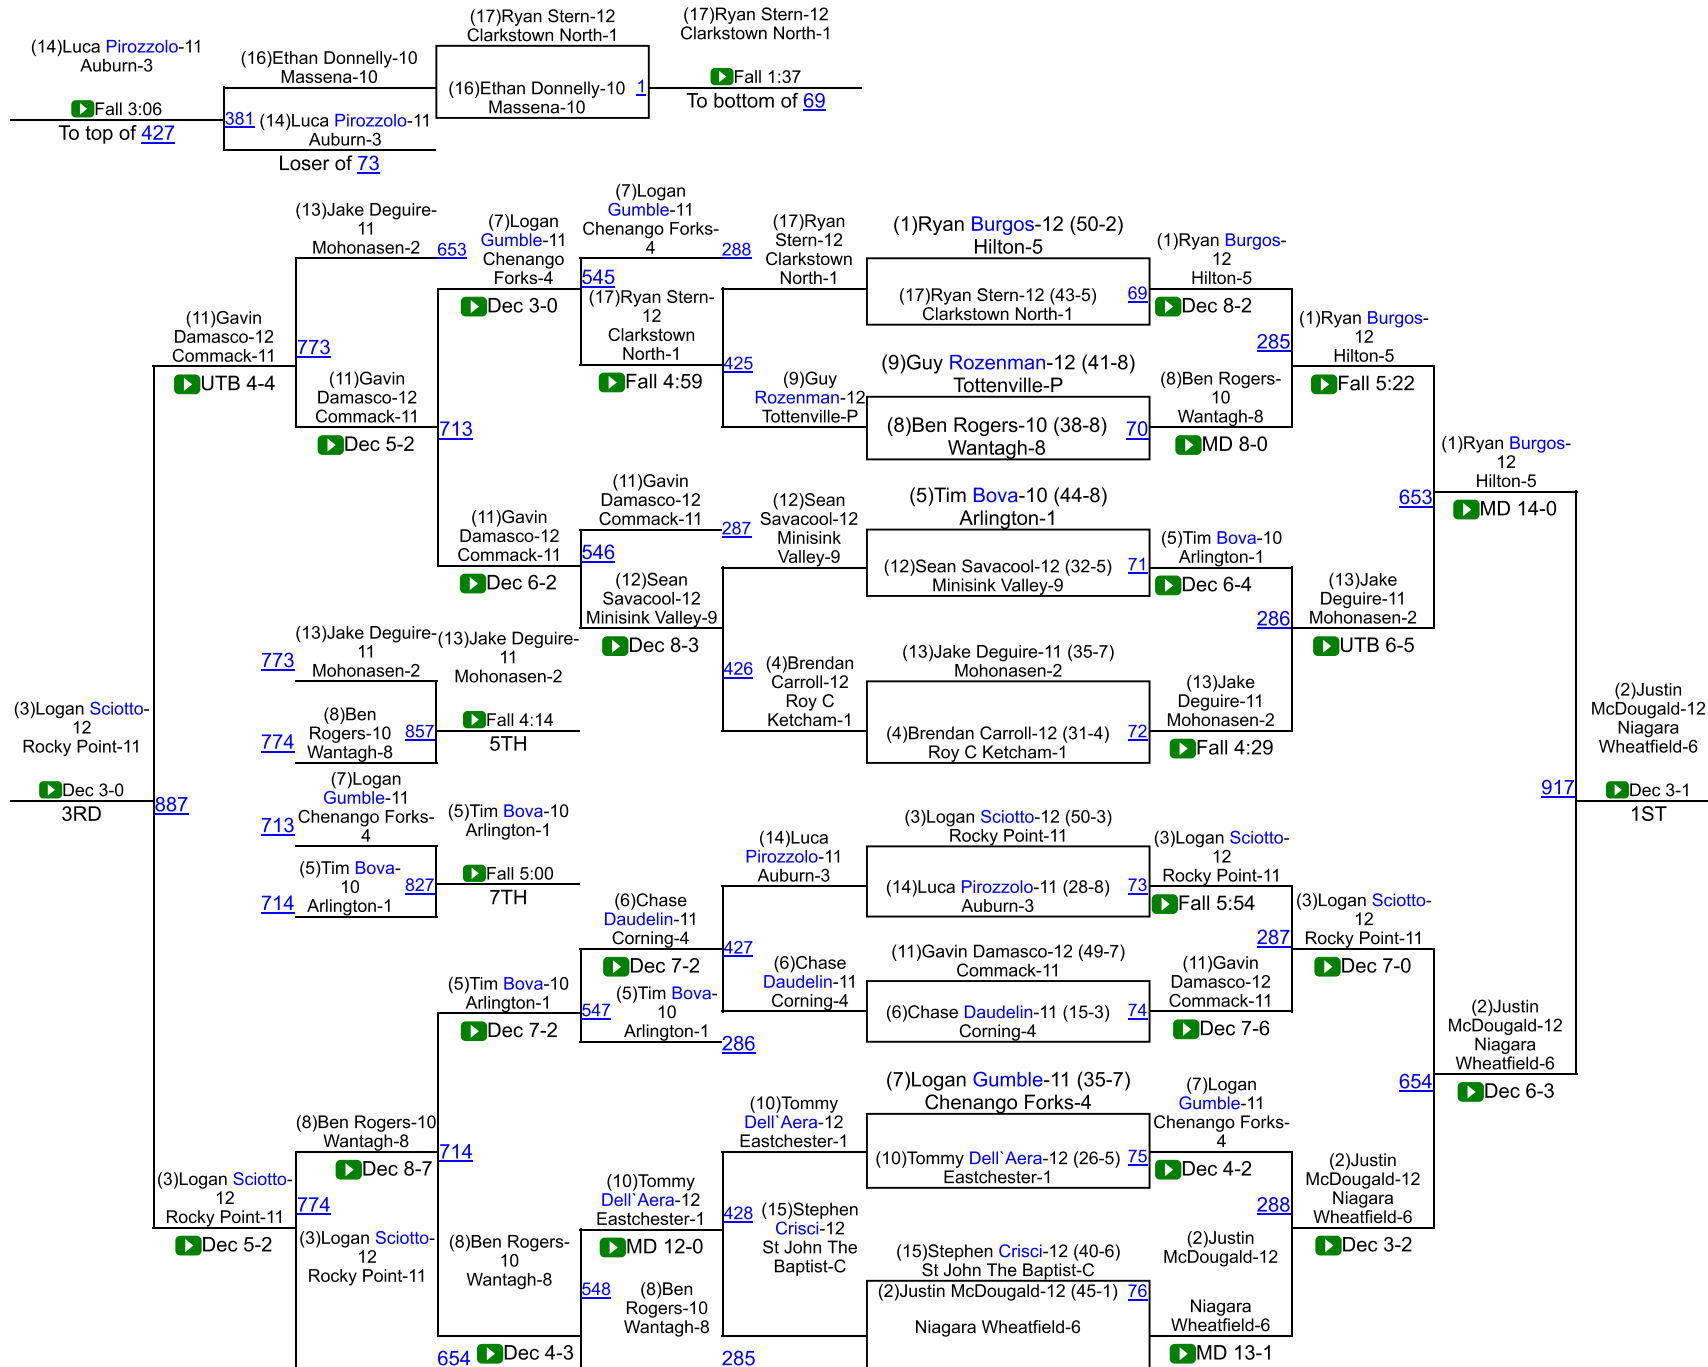 (17)Ryan Stern-12
Clarkstown North-1
(17)Ryan Stern-12
Clarkstown North-1
(14)Luca Pirozzolo-11
Auburn-3
(16)Ethan Donnelly-10
Massena-10
(16)Ethan Donnelly-10
Massena-10
1
Fall 1:37
To bottom of 69
Fall 3:06
To top of 427
381
(14)Luca Pirozzolo-11
Auburn-3
Loser of 73
(13)Jake Deguire-
11
Mohonasen-2
653
(7)Logan
Gumble-11
Chenango
Forks-4
Dec 3-0
(7)Logan
Gumble-11
Chenango Forks-
4
288
545
(17)Ryan Stern-
12
Clarkstown
North-1
Fall 4:59
(17)Ryan
Stern-12
Clarkstown
North-1
425
(9)Guy
Rozenman-12
Tottenville-P
(1)Ryan Burgos-12 (50-2)
Hilton-5
(17)Ryan Stern-12 (43-5)
Clarkstown North-1
69
(9)Guy Rozenman-12 (41-8)
Tottenville-P
(8)Ben Rogers-10 (38-8)
Wantagh-8
70
(1)Ryan Burgos-
12
Hilton-5
Dec 8-2
285
(8)Ben Rogers-
10
Wantagh-8
MD 8-0
(1)Ryan Burgos-
12
Hilton-5
Fall 5:22
(1)Ryan Burgos-
12
Hilton-5
653
MD 14-0
(11)Gavin
Damasco-12
Commack-11
UTB 4-4
773
(11)Gavin
Damasco-12
Commack-11
Dec 5-2
713
(11)Gavin
Damasco-12
Commack-11
Dec 6-2
(11)Gavin
Damasco-12
Commack-11
287
546
(12)Sean
Savacool-12
Minisink Valley-9
Dec 8-3
(12)Sean
Savacool-12
Minisink
Valley-9
426
(4)Brendan
Carroll-12
Roy C
Ketcham-1
(5)Tim Bova-10 (44-8)
Arlington-1
(12)Sean Savacool-12 (32-5)
Minisink Valley-9
71
(13)Jake Deguire-11 (35-7)
Mohonasen-2
(4)Brendan Carroll-12 (31-4)
Roy C Ketcham-1
72
(5)Tim Bova-10
Arlington-1
Dec 6-4
286
(13)Jake
Deguire-11
Mohonasen-2
Fall 4:29
(13)Jake
Deguire-11
Mohonasen-2
UTB 6-5
773
(13)Jake Deguire-
11
Mohonasen-2
(13)Jake Deguire-
11
Mohonasen-2
774
(8)Ben
Rogers-10
Wantagh-8
857
Fall 4:14
5TH
(3)Logan Sciotto-
12
Rocky Point-11
Dec 3-0
3RD
887
713
(7)Logan
Gumble-11
Chenango Forks-
4
(5)Tim Bova-10
Arlington-1
714
(5)Tim Bova-
10
Arlington-1
827
Fall 5:00
7TH
(2)Justin
McDougald-12
Niagara
Wheatfield-6
917
Dec 3-1
1ST
(14)Luca
Pirozzolo-11
Auburn-3
(3)Logan Sciotto-12 (50-3)
Rocky Point-11
(14)Luca Pirozzolo-11 (28-8)
Auburn-3
73
(3)Logan Sciotto-
12
Rocky Point-11
Fall 5:54
(6)Chase
Daudelin-11
Corning-4
Dec 7-2
427
(6)Chase
Daudelin-11
Corning-4
(11)Gavin Damasco-12 (49-7)
Commack-11
(6)Chase Daudelin-11 (15-3)
Corning-4
74
287
(11)Gavin
Damasco-12
Commack-11
Dec 7-6
(3)Logan Sciotto-
12
Rocky Point-11
Dec 7-0
(5)Tim Bova-10
Arlington-1
Dec 7-2
547
(5)Tim Bova-
10
Arlington-1
286
(2)Justin
McDougald-12
Niagara
Wheatfield-6
654
Dec 6-3
(10)Tommy
Dell`Aera-12
Eastchester-1
(7)Logan Gumble-11 (35-7)
Chenango Forks-4
(10)Tommy Dell`Aera-12 (26-5)
Eastchester-1
75
(7)Logan
Gumble-11
Chenango Forks-
4
Dec 4-2
(8)Ben Rogers-10
Wantagh-8
Dec 8-7
714
(3)Logan Sciotto-
12
Rocky Point-11
Dec 5-2
774
(3)Logan Sciotto-
12
Rocky Point-11
(10)Tommy
Dell`Aera-12
Eastchester-1
MD 12-0
428
(15)Stephen
Crisci-12
St John The
Baptist-C
(15)Stephen Crisci-12 (40-6)
St John The Baptist-C
(2)Justin McDougald-12 (45-1)
76
Niagara Wheatfield-6
288
(2)Justin
McDougald-12
Niagara
Wheatfield-6
MD 13-1
(2)Justin
McDougald-12
Niagara
Wheatfield-6
Dec 3-2
(8)Ben Rogers-
10
Wantagh-8
548
(8)Ben
Rogers-10
Wantagh-8
654
Dec 4-3
285